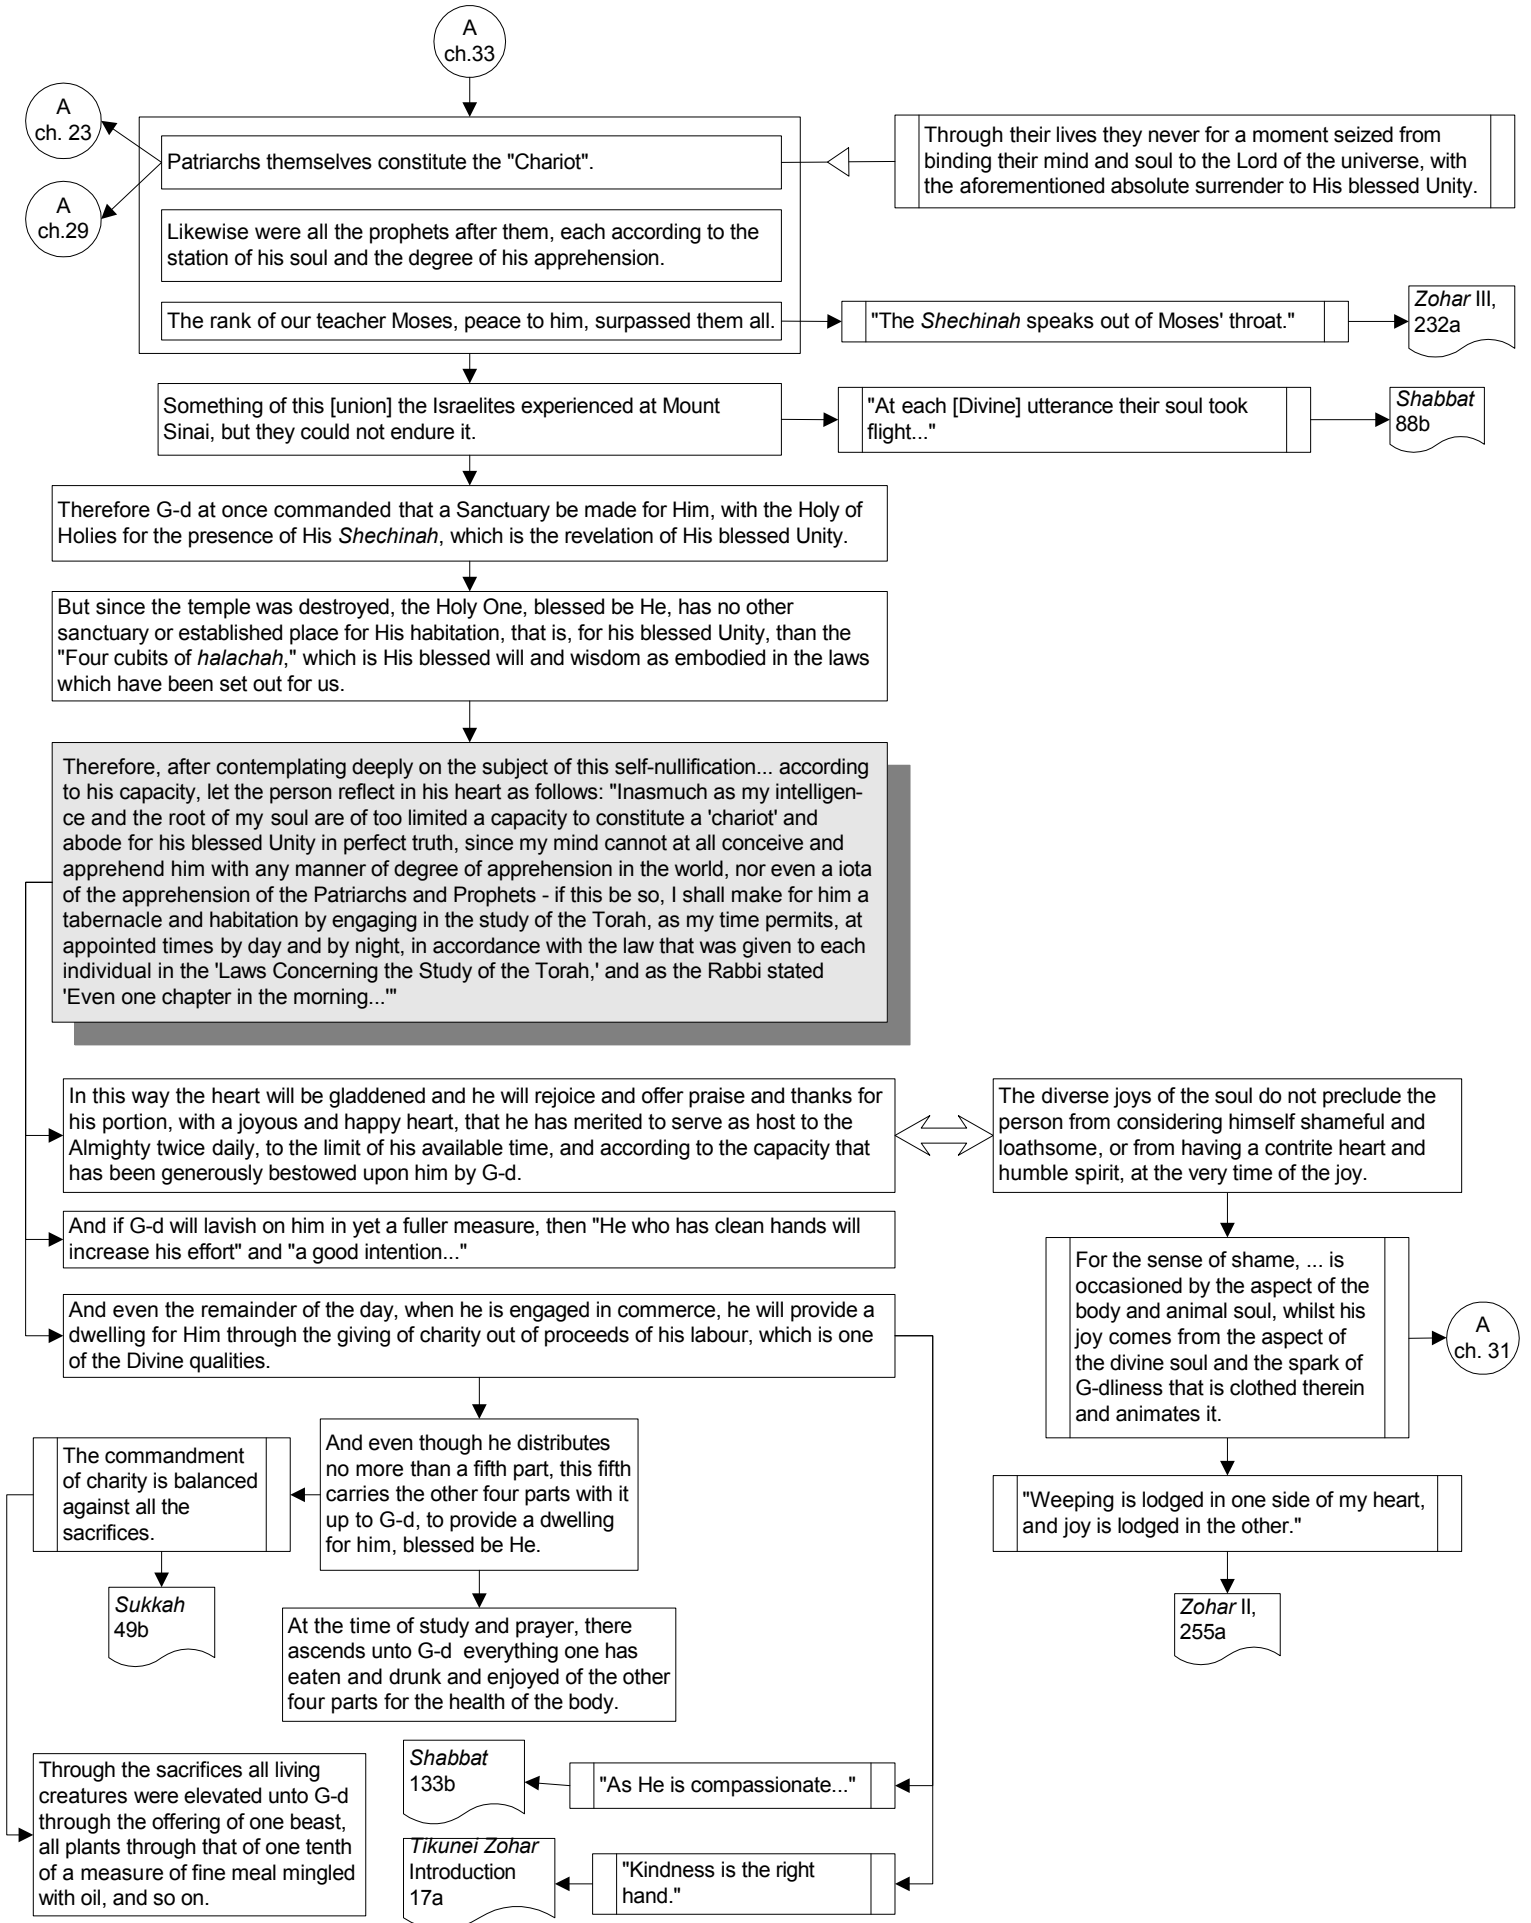 A
ch.33
A
ch. 23
A
ch.29
Patriarchs themselves constitute the "Chariot".
Through their lives they never for a moment seized from
binding their mind and soul to the Lord of the universe, with
the aforementioned absolute surrender to His blessed Unity.
Likewise were all the prophets after them, each according to the
station of his soul and the degree of his apprehension.
The rank of our teacher Moses, peace to him, surpassed them all.
"The Shechinah speaks out of Moses' throat."
Zohar III,
232a
Something of this [union] the Israelites experienced at Mount
Sinai, but they could not endure it.
"At each [Divine] utterance their soul took
flight..."
Shabbat
88b
Therefore G-d at once commanded that a Sanctuary be made for Him, with the Holy of
Holies for the presence of His Shechinah, which is the revelation of His blessed Unity.
But since the temple was destroyed, the Holy One, blessed be He, has no other
sanctuary or established place for His habitation, that is, for his blessed Unity, than the
"Four cubits of halachah," which is His blessed will and wisdom as embodied in the laws
which have been set out for us.
Therefore, after contemplating deeply on the subject of this self-nullification... according
to his capacity, let the person reflect in his heart as follows: "Inasmuch as my intelligen-
ce and the root of my soul are of too limited a capacity to constitute a 'chariot' and
abode for his blessed Unity in perfect truth, since my mind cannot at all conceive and
apprehend him with any manner of degree of apprehension in the world, nor even a iota
of the apprehension of the Patriarchs and Prophets - if this be so, I shall make for him a
tabernacle and habitation by engaging in the study of the Torah, as my time permits, at
appointed times by day and by night, in accordance with the law that was given to each
individual in the 'Laws Concerning the Study of the Torah,' and as the Rabbi stated
'Even one chapter in the morning...'"
In this way the heart will be gladdened and he will rejoice and offer praise and thanks for
his portion, with a joyous and happy heart, that he has merited to serve as host to the
Almighty twice daily, to the limit of his available time, and according to the capacity that
has been generously bestowed upon him by G-d.
The diverse joys of the soul do not preclude the
person from considering himself shameful and
loathsome, or from having a contrite heart and
humble spirit, at the very time of the joy.
And if G-d will lavish on him in yet a fuller measure, then "He who has clean hands will
increase his effort" and "a good intention..."
For the sense of shame, ... is
occasioned by the aspect of the
body and animal soul, whilst his
joy comes from the aspect of
the divine soul and the spark of
G-dliness that is clothed therein
and animates it.
A
ch. 31
And even the remainder of the day, when he is engaged in commerce, he will provide a
dwelling for Him through the giving of charity out of proceeds of his labour, which is one
of the Divine qualities.
The commandment
of charity is balanced
against all the
sacrifices.
And even though he distributes
no more than a fifth part, this fifth
carries the other four parts with it
up to G-d, to provide a dwelling
for him, blessed be He.
"Weeping is lodged in one side of my heart,
and joy is lodged in the other."
Sukkah
49b
Zohar II,
255a
At the time of study and prayer, there
ascends unto G-d everything one has
eaten and drunk and enjoyed of the other
four parts for the health of the body.
Through the sacrifices all living
creatures were elevated unto G-d
through the offering of one beast,
all plants through that of one tenth
of a measure of fine meal mingled
with oil, and so on.
Shabbat
133b
"As He is compassionate..."
Tikunei Zohar
Introduction
17a
"Kindness is the right
hand."